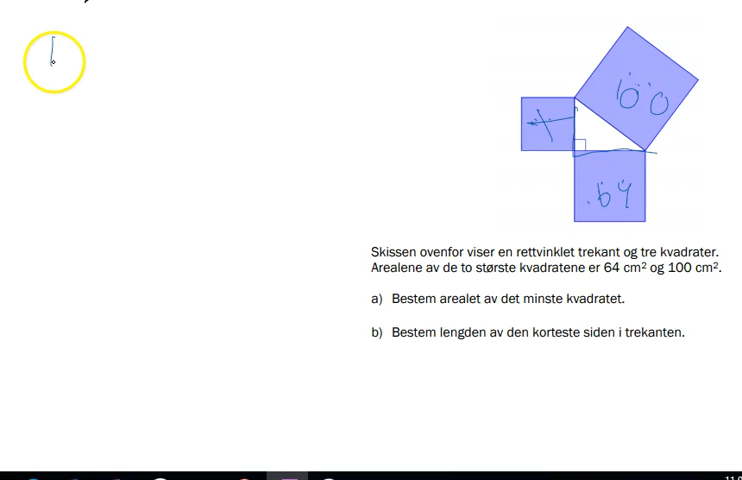 100
X
64
Skissen ovenfor viser en rettvinklet trekant og tre kvadrater.
Arealene av de to største kvadratene er 64 cm² og 100 cm².
a) Bestem arealet av det minste kvadratet.
b) Bestem lengden av den korteste siden i trekanten.